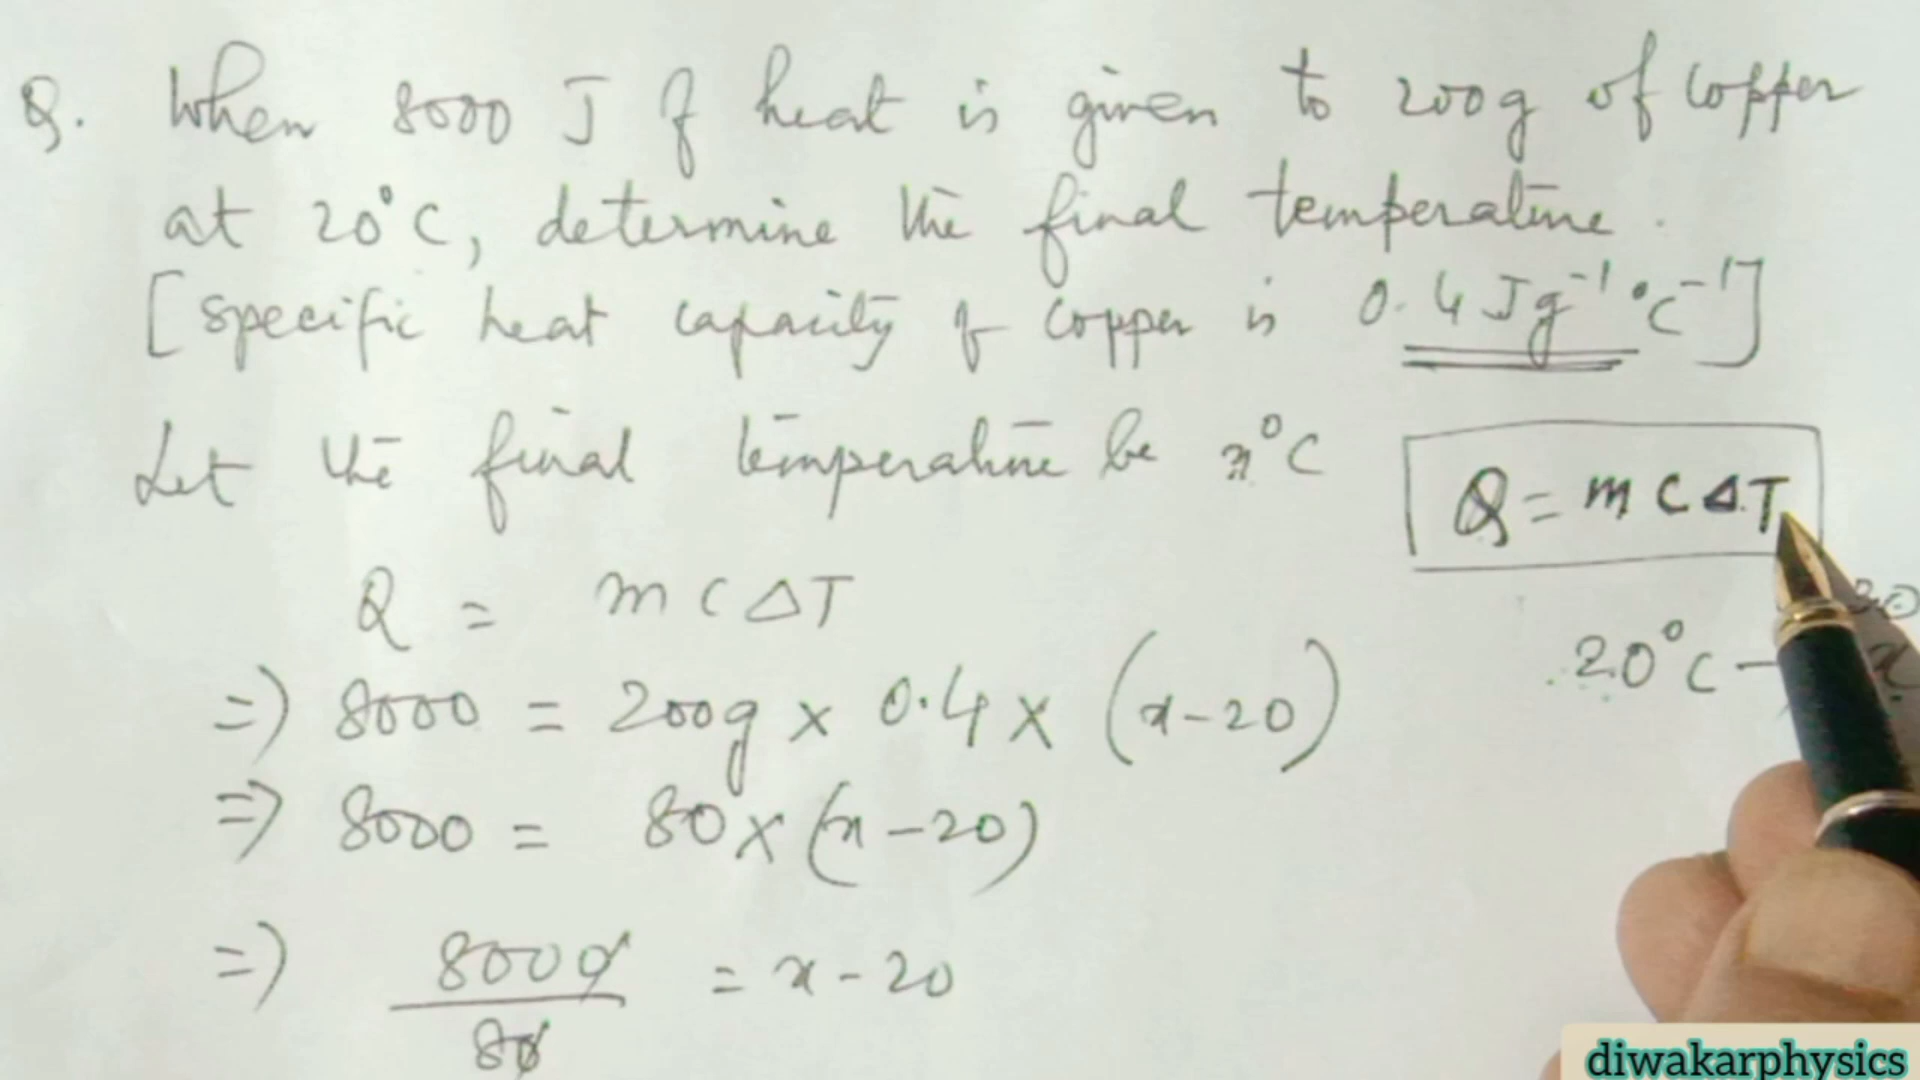 Q. When 8000 J of heat is given to 200g of copper
at 20°C, determine the final temperature.
[specific heat capacity of copper is 0.4 Jg⁻¹ °C⁻¹]
Let the final temperature be x°C
Q = mCΔT
Q = mCΔT
20°C → x
=) 8000 = 200g × 0.4 × (x-20)
=) 8000 = 80 × (x-20)
=) 8000/80 = x-20
diwakarphysics